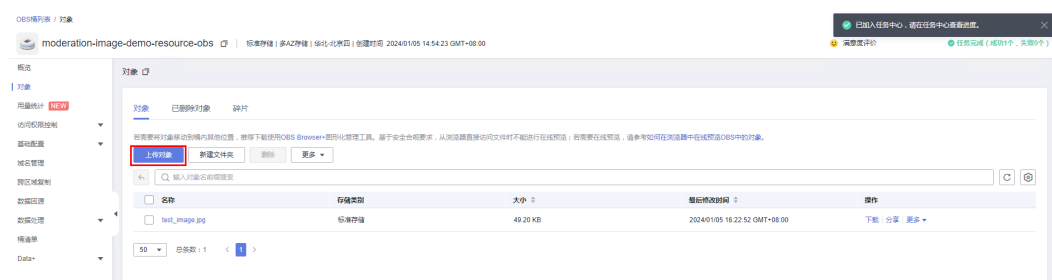 OBS桶列表 / 对象
已加入任务中心，请在任务中心查看进度。
moderation-image-demo-resource-obs
标准存储 | 多AZ存储 | 华北-北京四 | 创建时间 2024/01/05 14:54:23 GMT+08:00
满意度评价
任务完成 ( 成功1个，失败0个 )
概览
对象
用量统计 NEW
访问权限控制
基础配置
域名管理
跨区域复制
数据回源
数据处理
桶清单
Data+
对象
对象 已删除对象 碎片
若需要将对象移动到桶内其他位置，推荐下载使用OBS Browser+图形化管理工具。基于安全合规要求，从浏览器直接访问文件时不能进行在线预览；若需要在线预览，请参考如何在浏览器中在线预览OBS中的对象。
上传对象 新建文件夹 删除 更多
输入对象名前缀搜索
名称 存储类别 大小 最后修改时间 操作
test_image.jpg 标准存储 49.20 KB 2024/01/05 16:22:52 GMT+08:00 下载 分享 更多
50 总条数：1 < 1 >